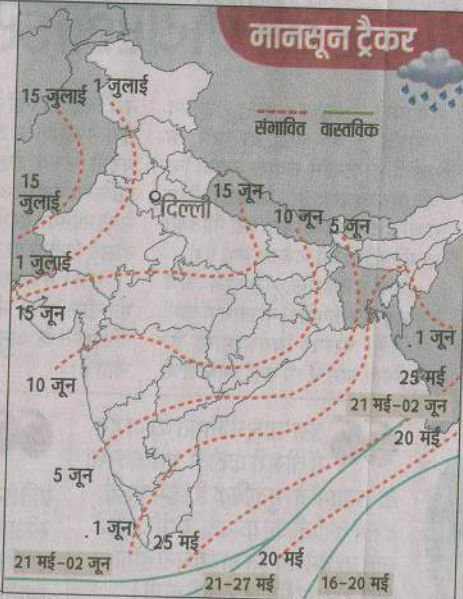 मानसून ट्रैकर
संभावित वास्तविक
15 जुलाई
1 जुलाई
15
जुलाई
दिल्ली
15 जून
10 जून
5 जून
1 जुलाई
15 जून
1 जून
10 जून
25 मई
21 मई-02 जून
20 मई
5 जून
1 जून
25 मई
21 मई-02 जून
20 मई
21-27 मई
16-20 मई